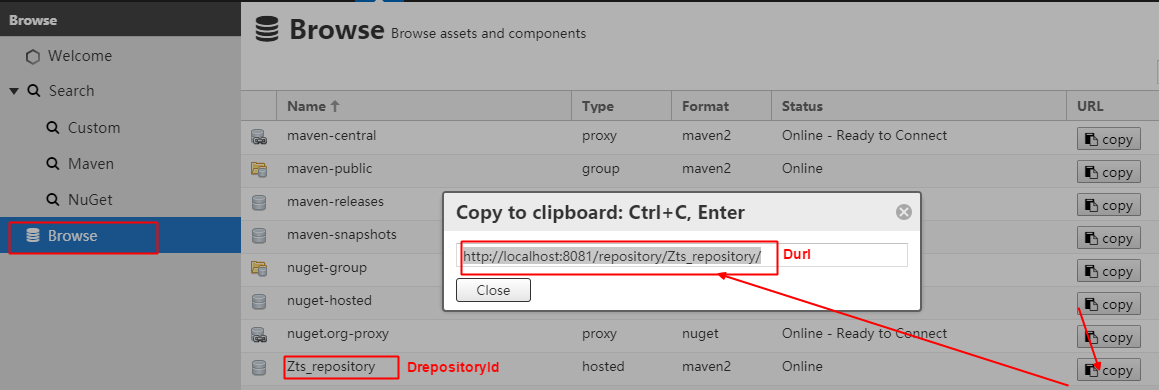 Browse
Welcome
Search
Custom
Maven
NuGet
Browse
Browse Browse assets and components
Name Type Format Status URL
maven-central proxy maven2 Online - Ready to Connect copy
maven-public group maven2 Online copy
maven-releases copy
maven-snapshots copy
nuget-group copy
nuget-hosted copy
nuget.org-proxy proxy nuget Online - Ready to Connect copy
Zts_repository DrepositoryId hosted maven2 Online copy
Copy to clipboard: Ctrl+C, Enter
http://localhost:8081/repository/Zts_repository/ Durl
Close